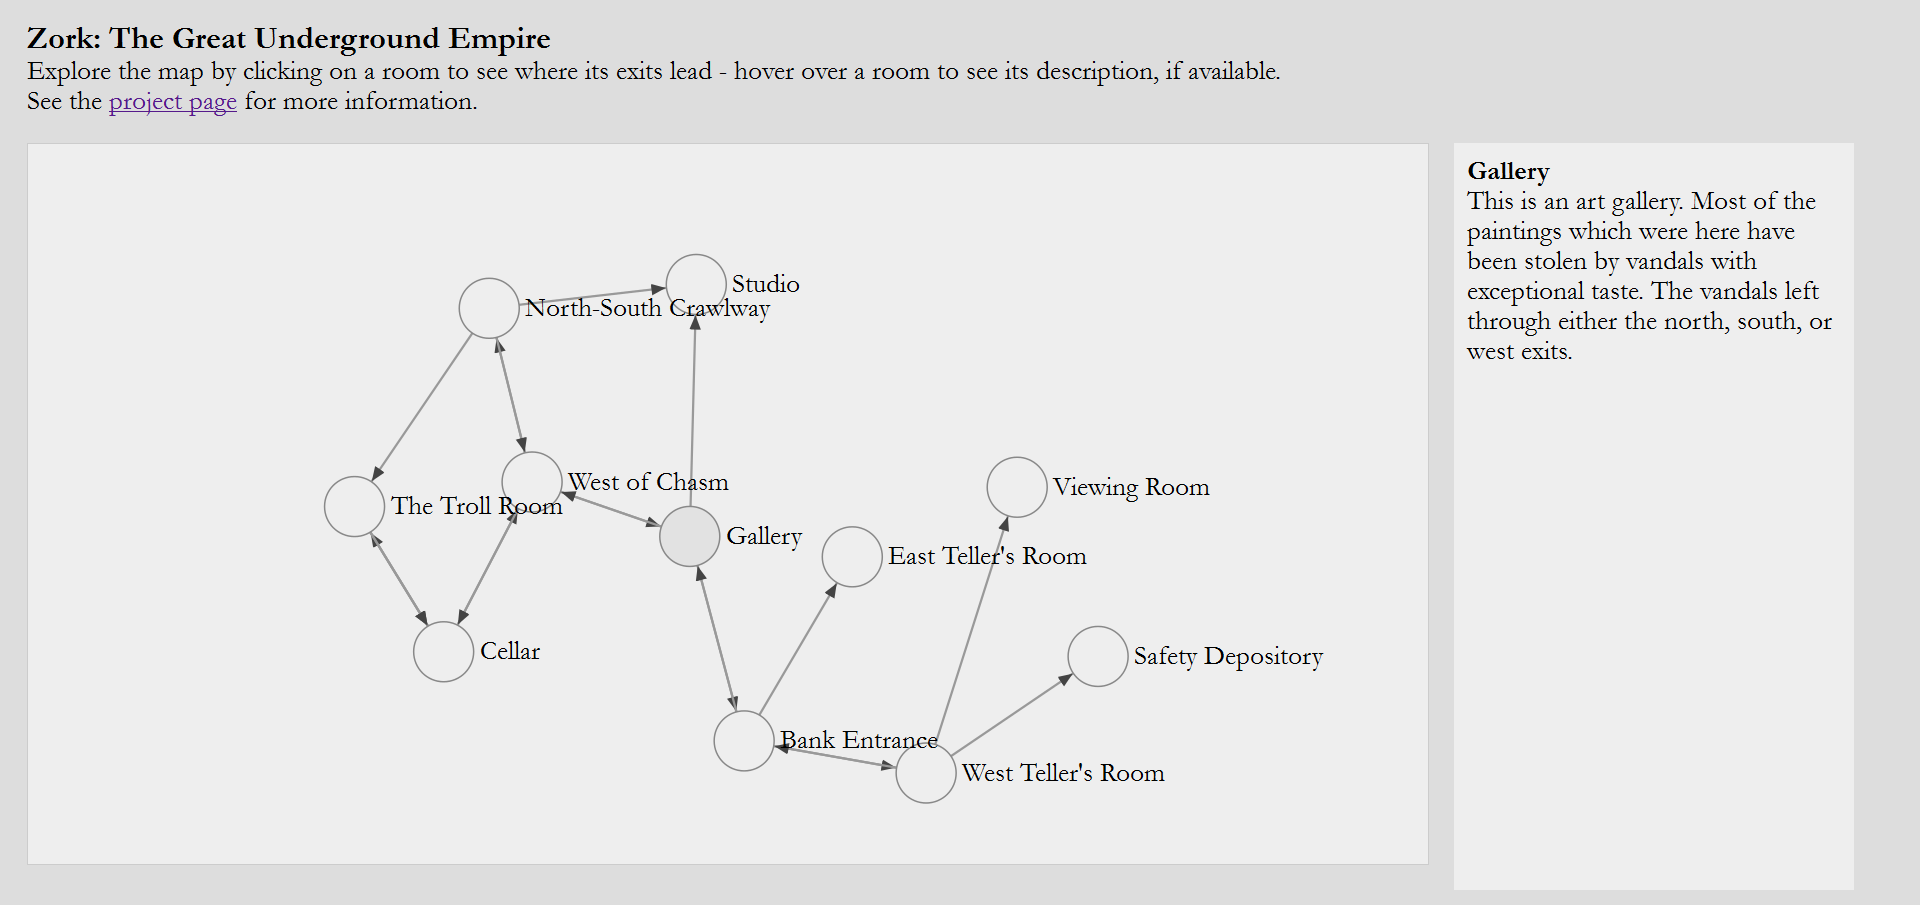 Zork: The Great Underground Empire
Explore the map by clicking on a room to see where its exits lead - hover over a room to see its description, if available.
See the project page for more information.
Studio
North-South Crawlway
West of Chasm
Viewing Room
The Troll Room
Gallery
East Teller's Room
Cellar
Safety Depository
Bank Entrance
West Teller's Room
Gallery
This is an art gallery. Most of the
paintings which were here have
been stolen by vandals with
exceptional taste. The vandals left
through either the north, south, or
west exits.